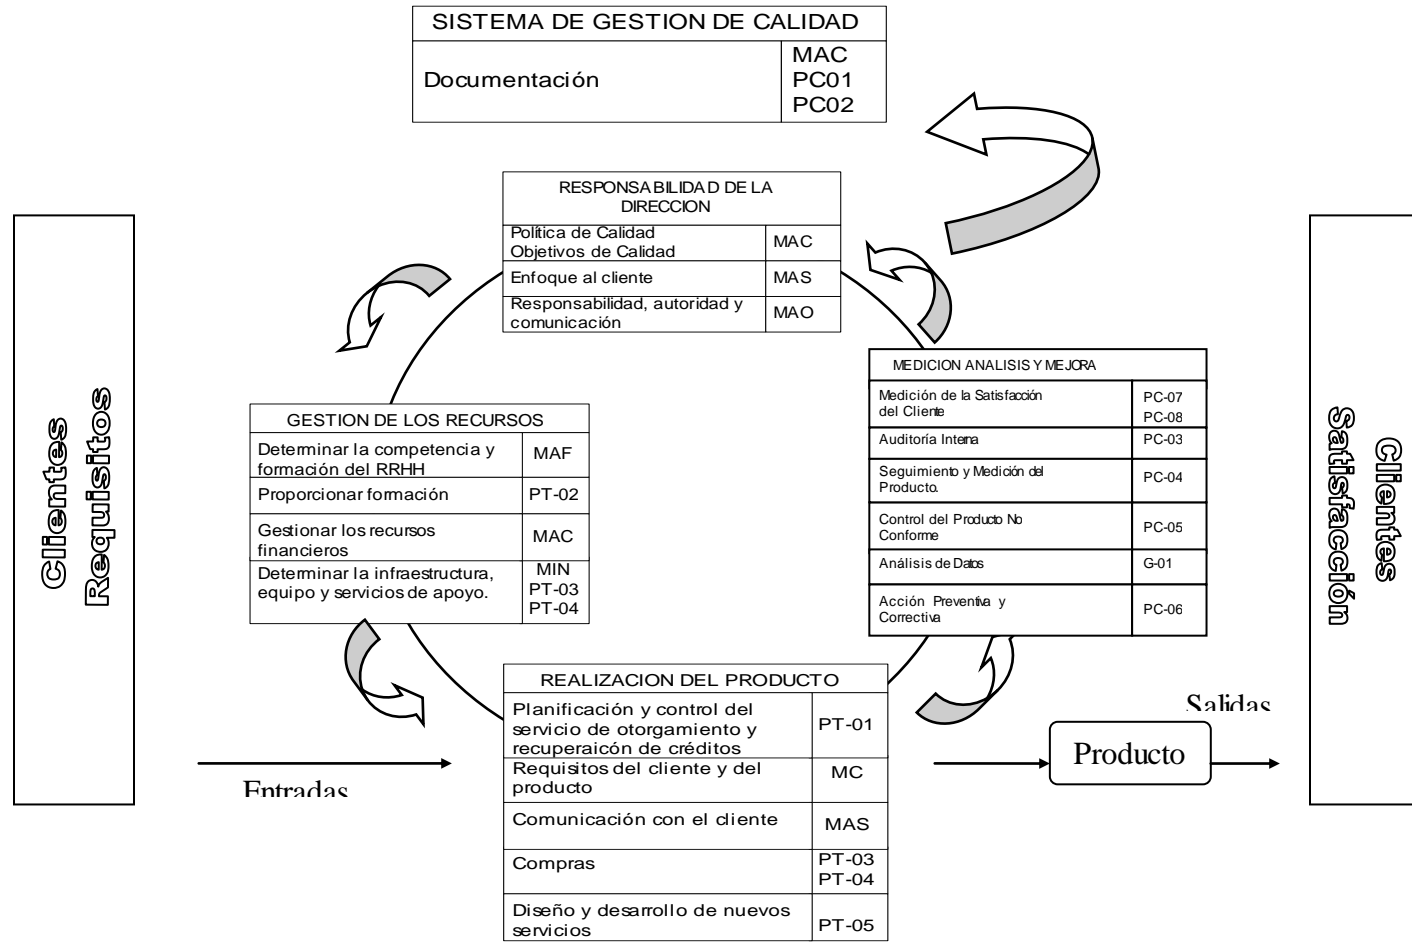 SISTEMA DE GESTION DE CALIDAD
Documentación
MAC
PC01
PC02
RESPONSABILIDAD DE LA
DIRECCION
Política de Calidad
Objetivos de Calidad
MAC
Enfoque al cliente
MAS
Responsabilidad, autoridad y
comunicación
MAO
Clientes
Requisitos
GESTION DE LOS RECURSOS
Determinar la competencia y
formación del RRHH
MAF
Proporcionar formación
PT-02
Gestionar los recursos
financieros
MAC
Determinar la infraestructura,
equipo y servicios de apoyo.
MIN
PT-03
PT-04
MEDICION ANALISIS Y MEJORA
Medición de la Satisfacción
del Cliente
PC-07
PC-08
Auditoría Interna
PC-03
Seguimiento y Medición del
Producto.
PC-04
Control del Producto No
Conforme
PC-05
Análisis de Datos
G-01
Acción Preventiva y
Correctiva
PC-06
Clientes
Satisfacción
REALIZACION DEL PRODUCTO
Planificación y control del
servicio de otorgamiento y
recuperaicón de créditos
PT-01
Requisitos del cliente y del
producto
MC
Comunicación con el cliente
MAS
Compras
PT-03
PT-04
Diseño y desarrollo de nuevos
servicios
PT-05
Entradas
Producto
Salidas